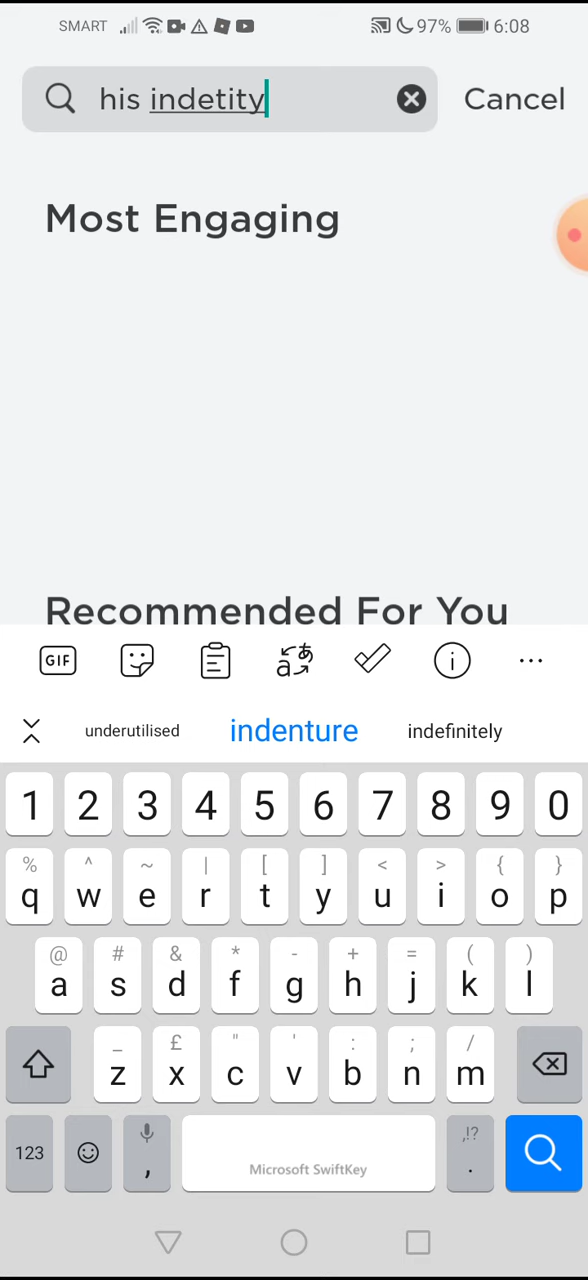 SMART 97% 6:08
his indetity Cancel
Most Engaging
Recommended For You
GIF
underutilised indenture indefinitely
1 2 3 4 5 6 7 8 9 0
% ^ ~ | [ ] < > { }
q w e r t y u i o p
@ # & * - + = ( )
a s d f g h j k l
_ £ " ' : ; /
z x c v b n m
,!?
123 , Microsoft SwiftKey .